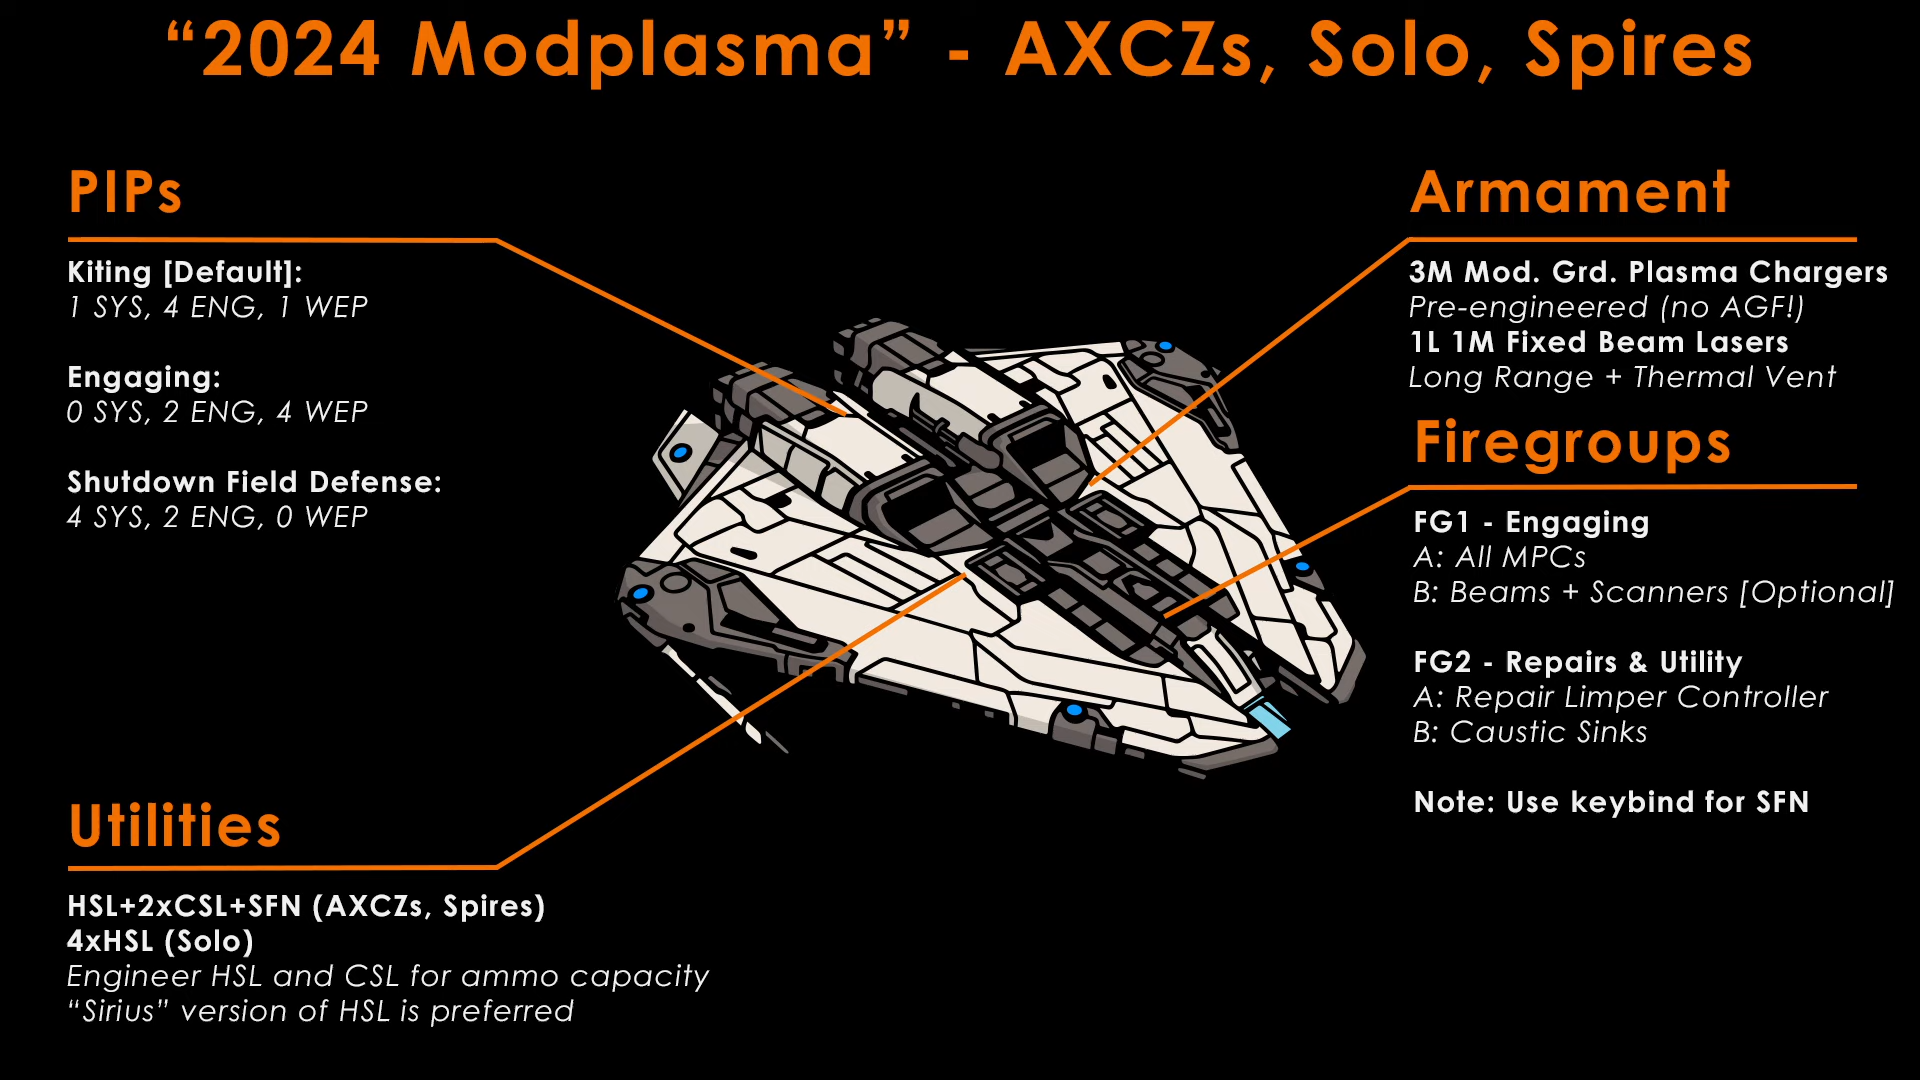 “2024 Modplasma” - AXCZs, Solo, Spires
PIPs
Kiting [Default]:
1 SYS, 4 ENG, 1 WEP
Engaging:
0 SYS, 2 ENG, 4 WEP
Shutdown Field Defense:
4 SYS, 2 ENG, 0 WEP
Utilities
HSL+2xCSL+SFN (AXCZs, Spires)
4xHSL (Solo)
Engineer HSL and CSL for ammo capacity
“Sirius” version of HSL is preferred
Armament
3M Mod. Grd. Plasma Chargers
Pre-engineered (no AGF!)
1L 1M Fixed Beam Lasers
Long Range + Thermal Vent
Firegroups
FG1 - Engaging
A: All MPCs
B: Beams + Scanners [Optional]
FG2 - Repairs & Utility
A: Repair Limper Controller
B: Caustic Sinks
Note: Use keybind for SFN